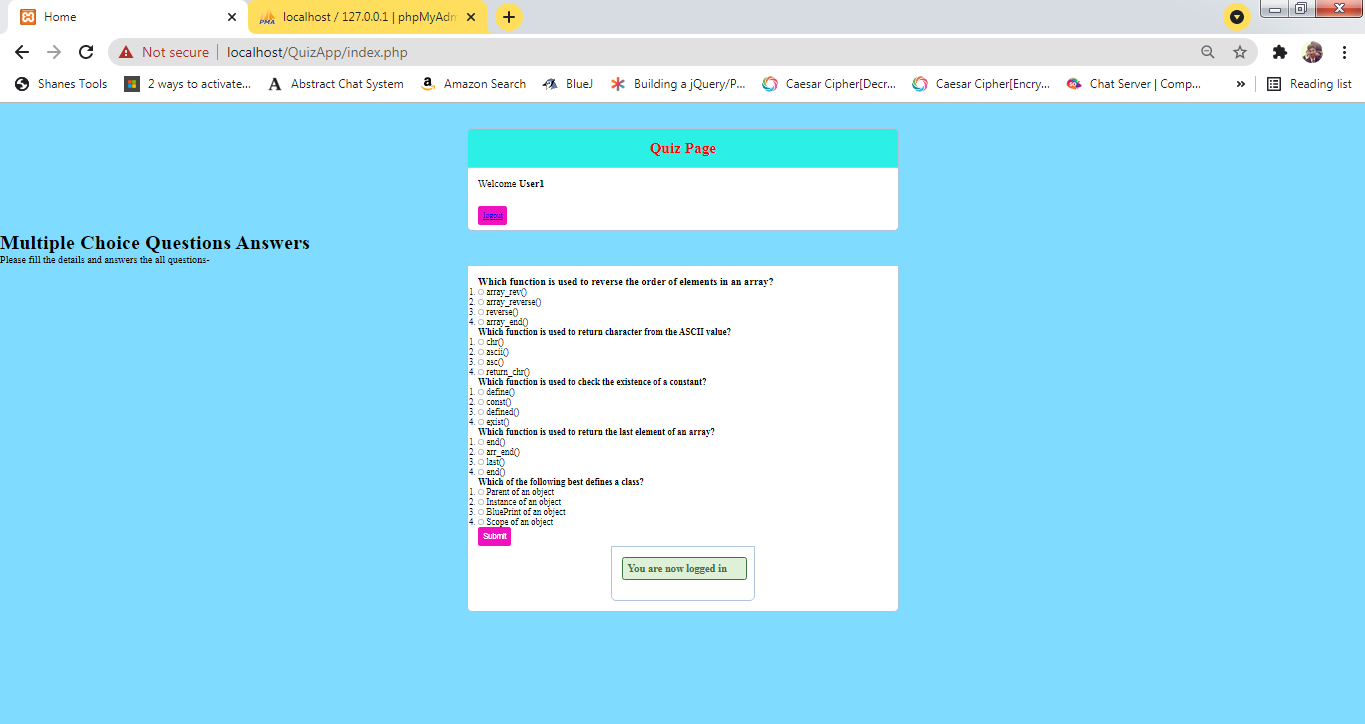 Home
localhost / 127.0.0.1 | phpMyAdm
Not secure
localhost/QuizApp/index.php
Shanes Tools
2 ways to activate...
Abstract Chat System
Amazon Search
BlueJ
Building a jQuery/P...
Caesar Cipher[Decr...
Caesar Cipher[Encry...
Chat Server | Comp...
»
Reading list
Quiz Page
Welcome User1
logout
Multiple Choice Questions Answers
Please fill the details and answers the all questions-
Which function is used to reverse the order of elements in an array?
1. array_rev()
2. array_reverse()
3. reverse()
4. array_end()
Which function is used to return character from the ASCII value?
1. chr()
2. ascii()
3. asc()
4. return_chr()
Which function is used to check the existence of a constant?
1. define()
2. const()
3. defined()
4. exist()
Which function is used to return the last element of an array?
1. end()
2. arr_end()
3. last()
4. end()
Which of the following best defines a class?
1. Parent of an object
2. Instance of an object
3. BluePrint of an object
4. Scope of an object
Submit
You are now logged in